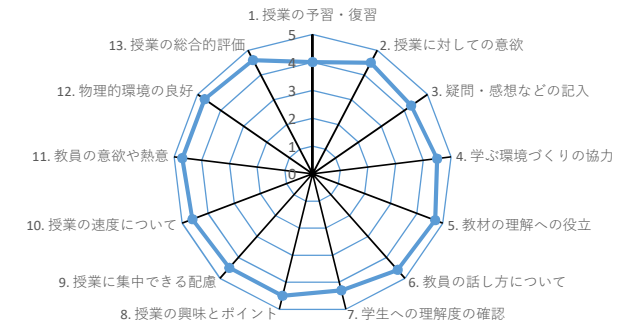 1. 授業の予習・復習
2. 授業に対しての意欲
3. 疑問・感想などの記入
4. 学ぶ環境づくりの協力
5. 教材の理解への役立
6. 教員の話し方について
7. 学生への理解度の確認
8. 授業の興味とポイント
9. 授業に集中できる配慮
10. 授業の速度について
11. 教員の意欲や熱意
12. 物理的環境の良好
13. 授業の総合的評価
5
4
3
2
1
0